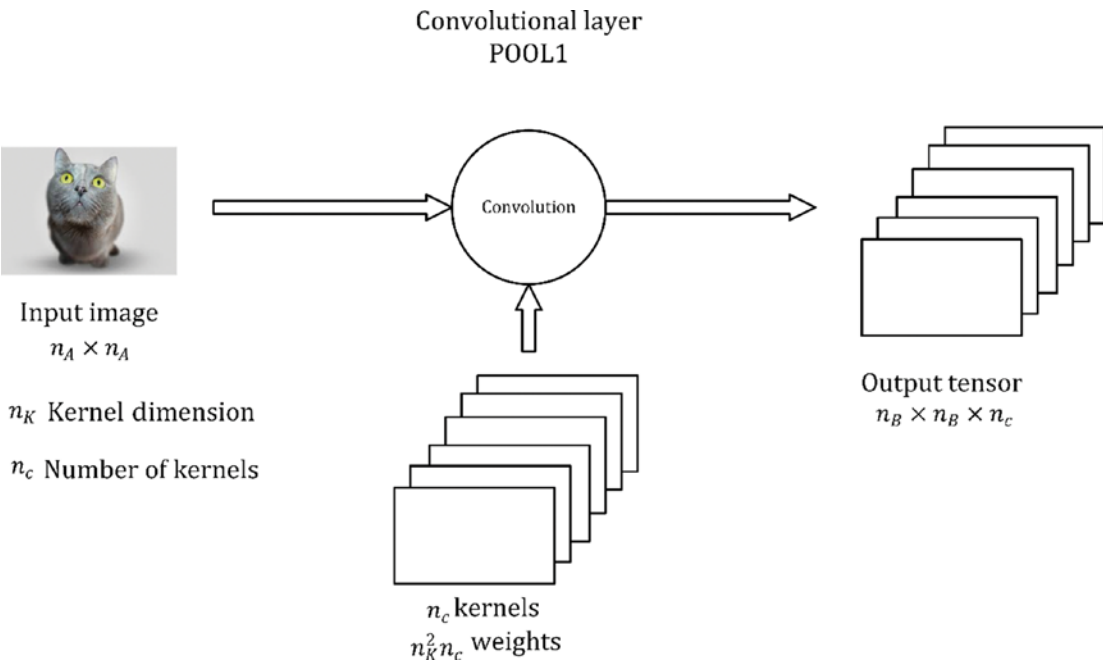 Convolutional layer
POOL1
Convolution
Input image
n_A × n_A
n_K Kernel dimension
n_c Number of kernels
n_c kernels
n_K^2 n_c weights
Output tensor
n_B × n_B × n_c